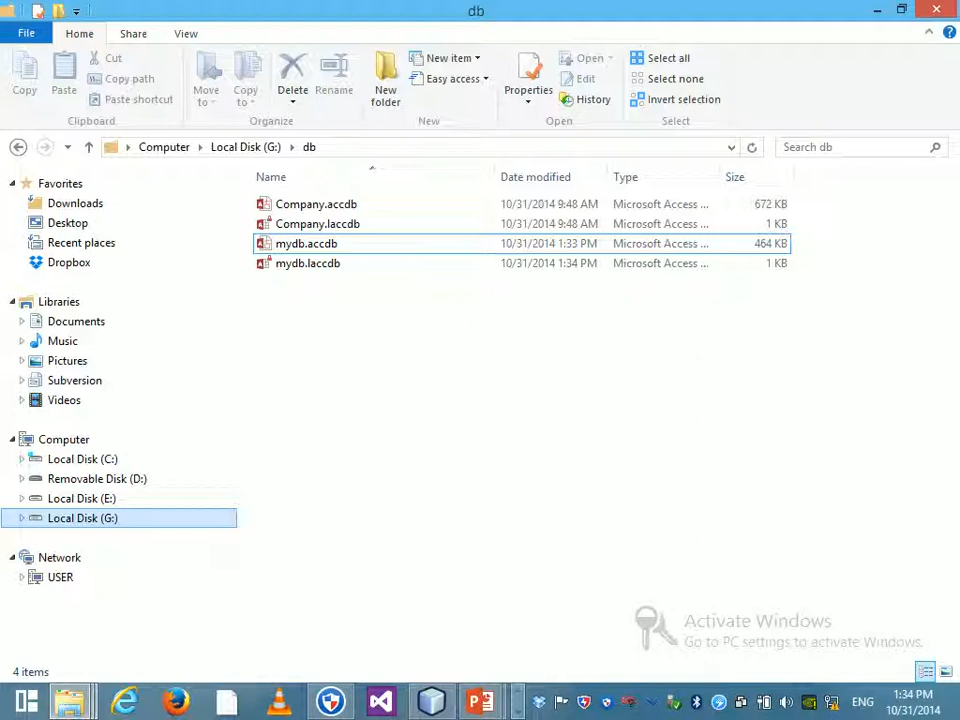 db
File Home Share View
Copy
Paste
Cut
Copy path
Paste shortcut
Clipboard
Move to
Copy to
Delete
Rename
Organize
New folder
New item
Easy access
New
Properties
Open
Edit
History
Open
Select all
Select none
Invert selection
Select
Computer Local Disk (G:) db
Search db
Name Date modified Type Size
Company.accdb 10/31/2014 9:48 AM Microsoft Access ... 672 KB
Company.laccdb 10/31/2014 9:48 AM Microsoft Access ... 1 KB
mydb.accdb 10/31/2014 1:33 PM Microsoft Access ... 464 KB
mydb.laccdb 10/31/2014 1:34 PM Microsoft Access ... 1 KB
Favorites
Downloads
Desktop
Recent places
Dropbox
Libraries
Documents
Music
Pictures
Subversion
Videos
Computer
Local Disk (C:)
Removable Disk (D:)
Local Disk (E:)
Local Disk (G:)
Network
USER
Activate Windows
Go to PC settings to activate Windows.
4 items
ENG
1:34 PM
10/31/2014